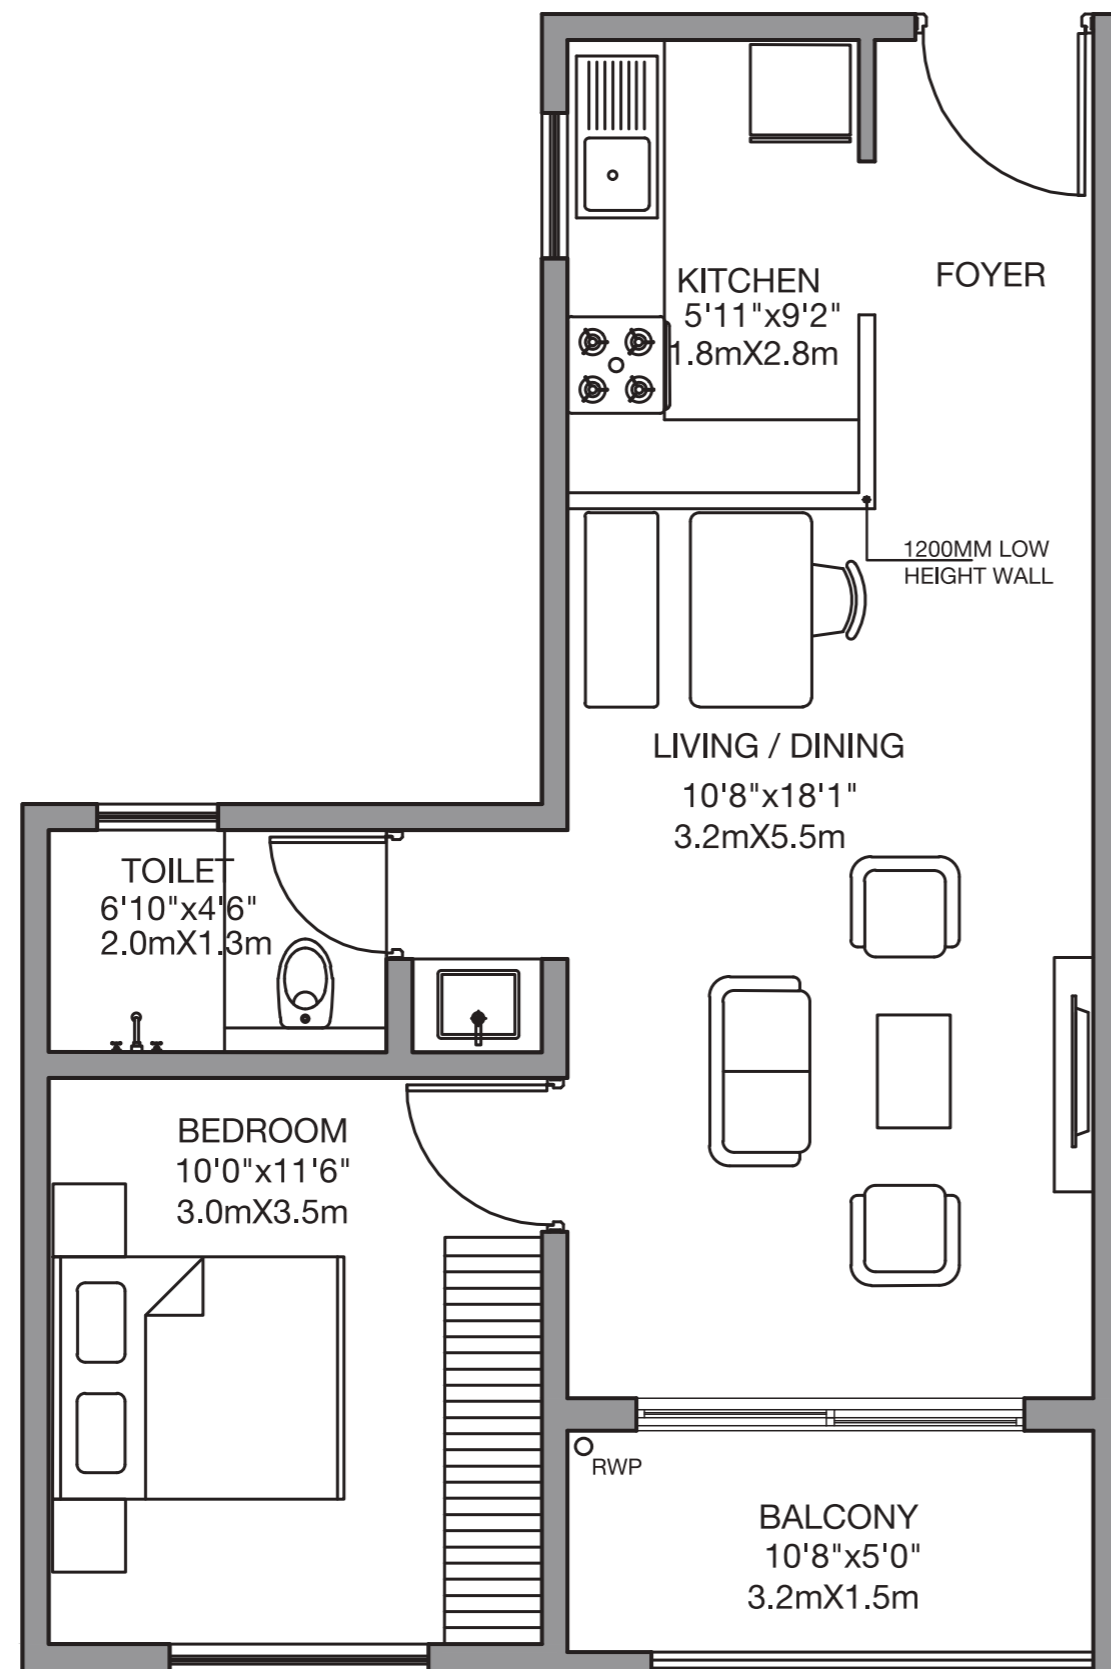 KITCHEN
5'11"x9'2"
1.8mX2.8m
FOYER
1200MM LOW
HEIGHT WALL
LIVING / DINING
10'8"x18'1"
3.2mX5.5m
TOILET
6'10"x4'6"
2.0mX1.3m
BEDROOM
10'0"x11'6"
3.0mX3.5m
RWP
BALCONY
10'8"x5'0"
3.2mX1.5m